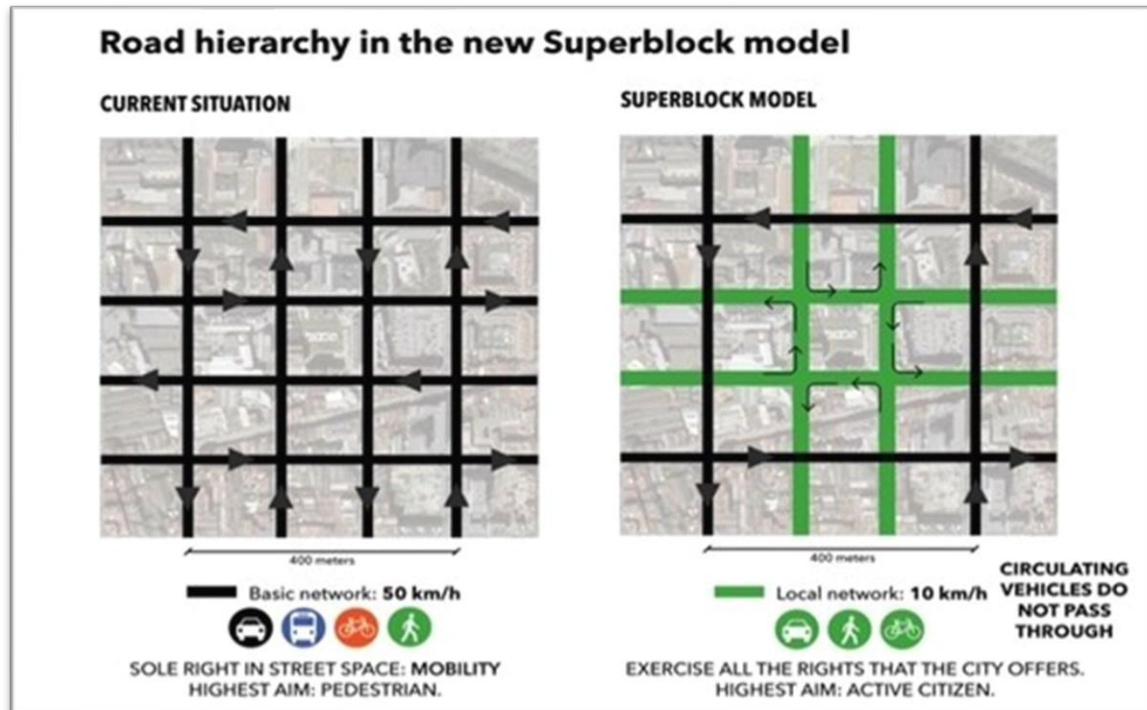 Road hierarchy in the new Superblock model
CURRENT SITUATION
400 meters
Basic network: 50 km/h
SOLE RIGHT IN STREET SPACE: MOBILITY
HIGHEST AIM: PEDESTRIAN.
SUPERBLOCK MODEL
400 meters
Local network: 10 km/h
CIRCULATING
VEHICLES DO
NOT PASS
THROUGH
EXERCISE ALL THE RIGHTS THAT THE CITY OFFERS.
HIGHEST AIM: ACTIVE CITIZEN.